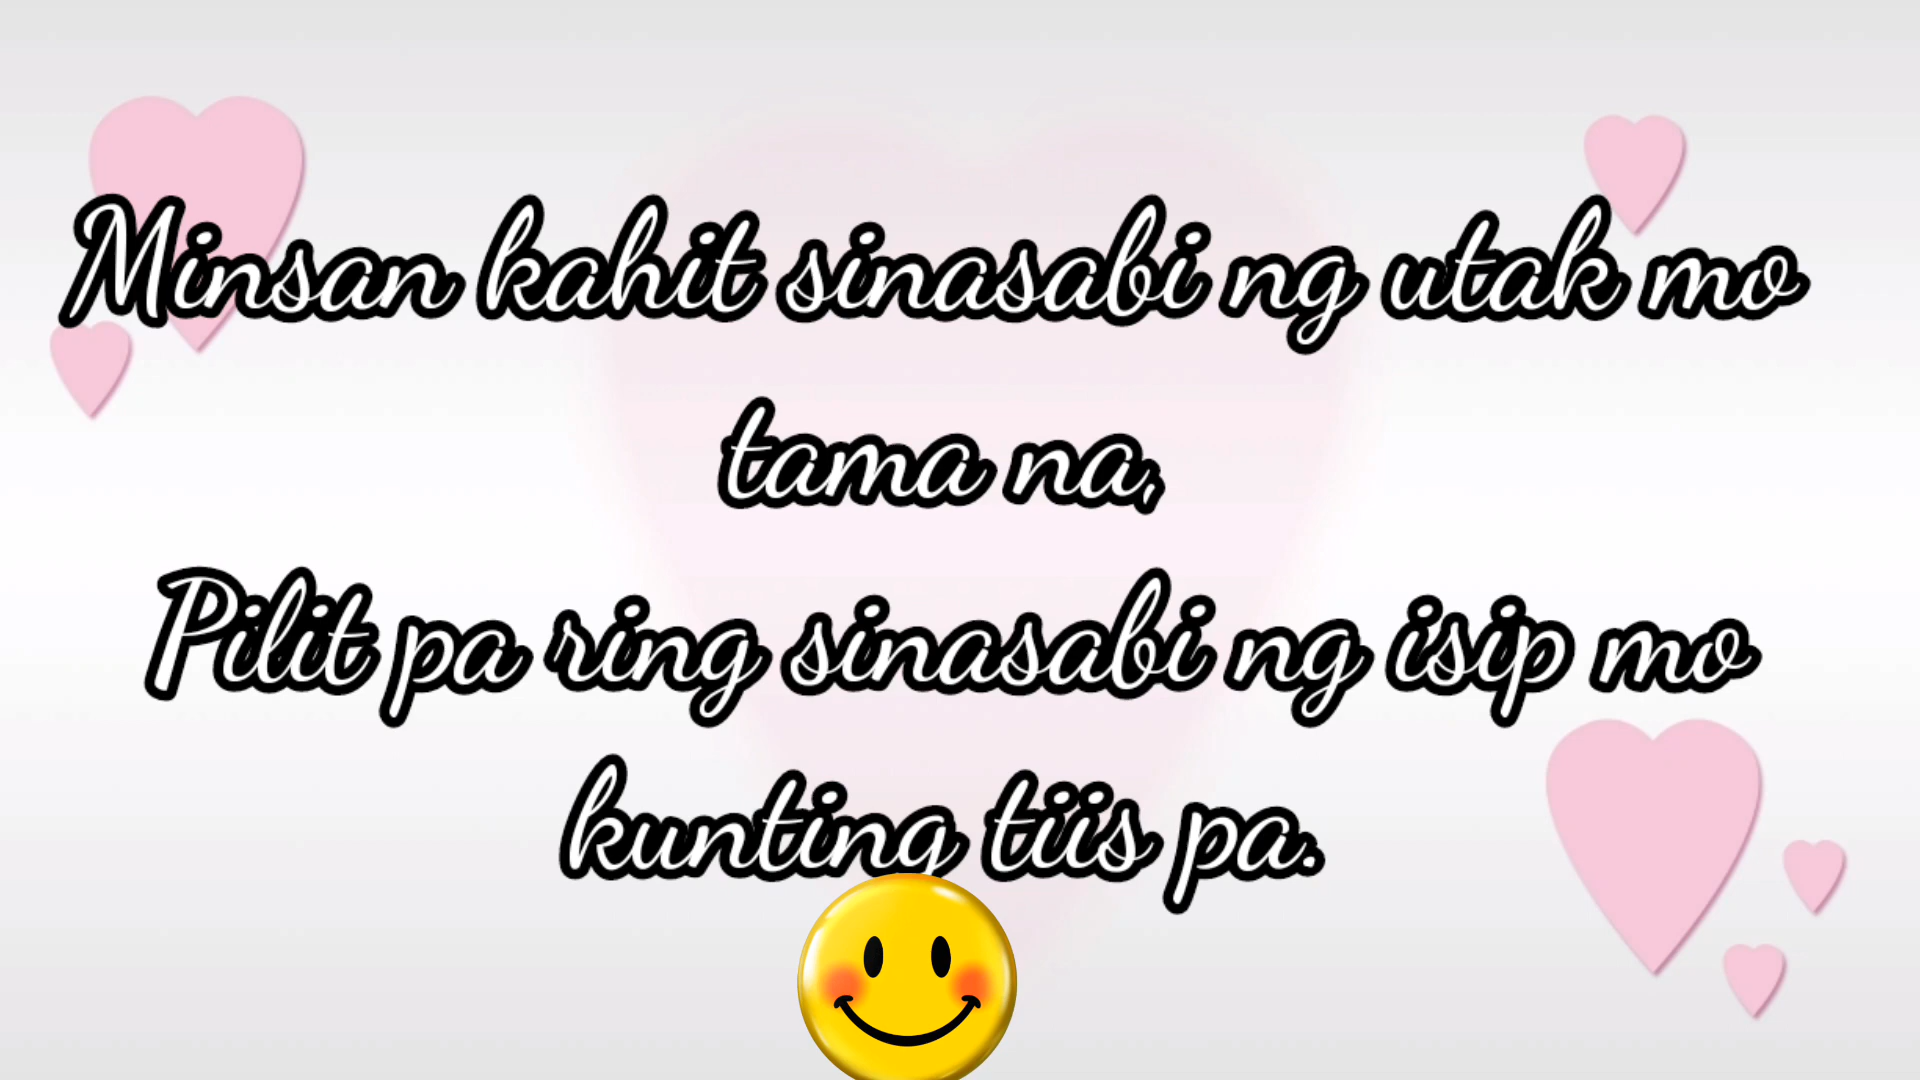 Minsan kahit sinasabi ng utak mo
tama na,
Pilit pa ring sinasabi ng isip mo
kunting tiis pa.